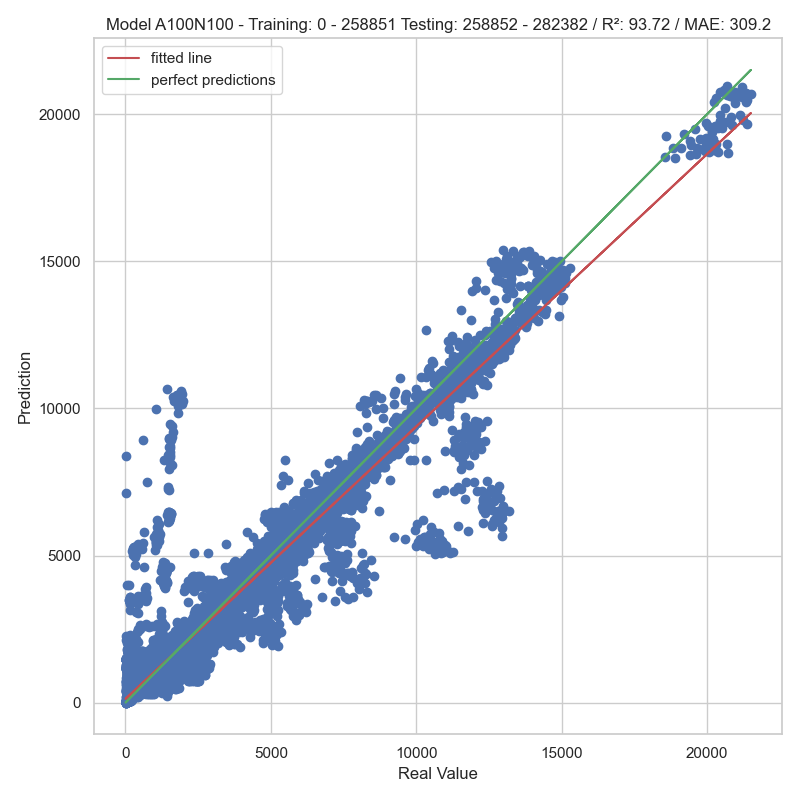 Model A100N100 - Training: 0 - 258851 Testing: 258852 - 282382 / R²: 93.72 / MAE: 309.2
fitted line
perfect predictions
20000
15000
10000
5000
0
Prediction
0 5000 10000 15000 20000
Real Value